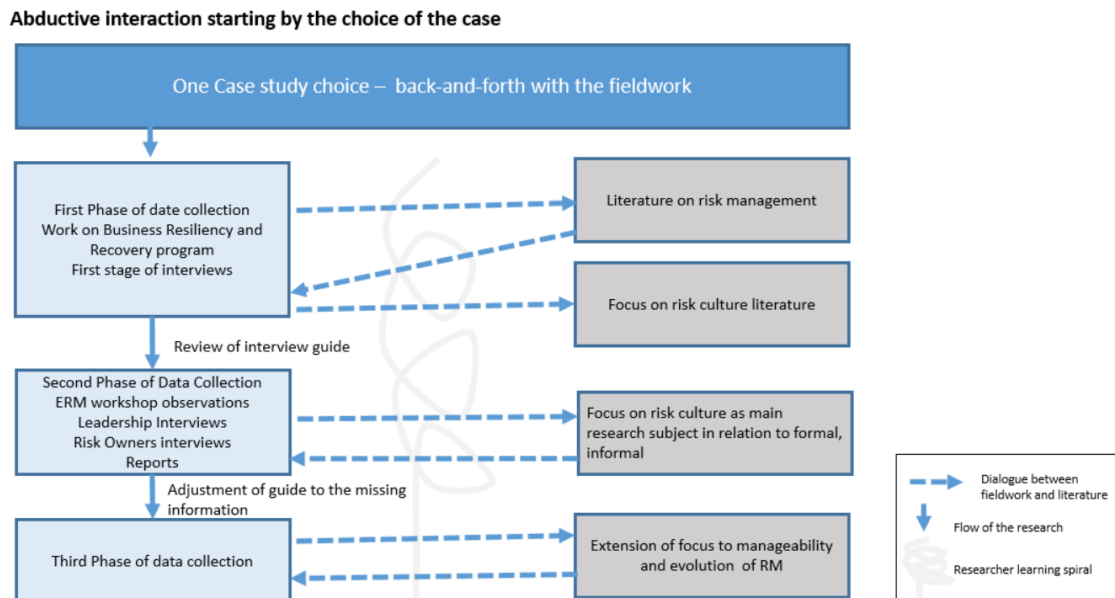 Abductive interaction starting by the choice of the case
One Case study choice – back-and-forth with the fieldwork
First Phase of date collection
Work on Business Resiliency and
Recovery program
First stage of interviews
Literature on risk management
Focus on risk culture literature
Review of interview guide
Second Phase of Data Collection
ERM workshop observations
Leadership Interviews
Risk Owners interviews
Reports
Focus on risk culture as main
research subject in relation to formal,
informal
Adjustment of guide to the missing
information
Third Phase of data collection
Extension of focus to manageability
and evolution of RM
Dialogue between
fieldwork and literature
Flow of the research
Researcher learning spiral